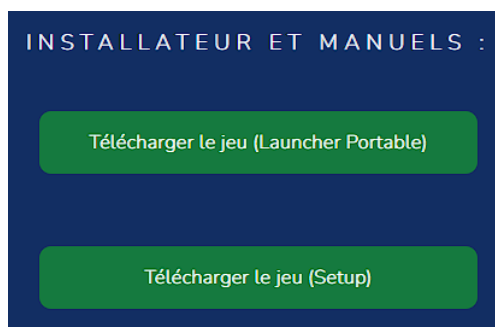 INSTALLATEUR ET MANUELS :
Télécharger le jeu (Launcher Portable)
Télécharger le jeu (Setup)